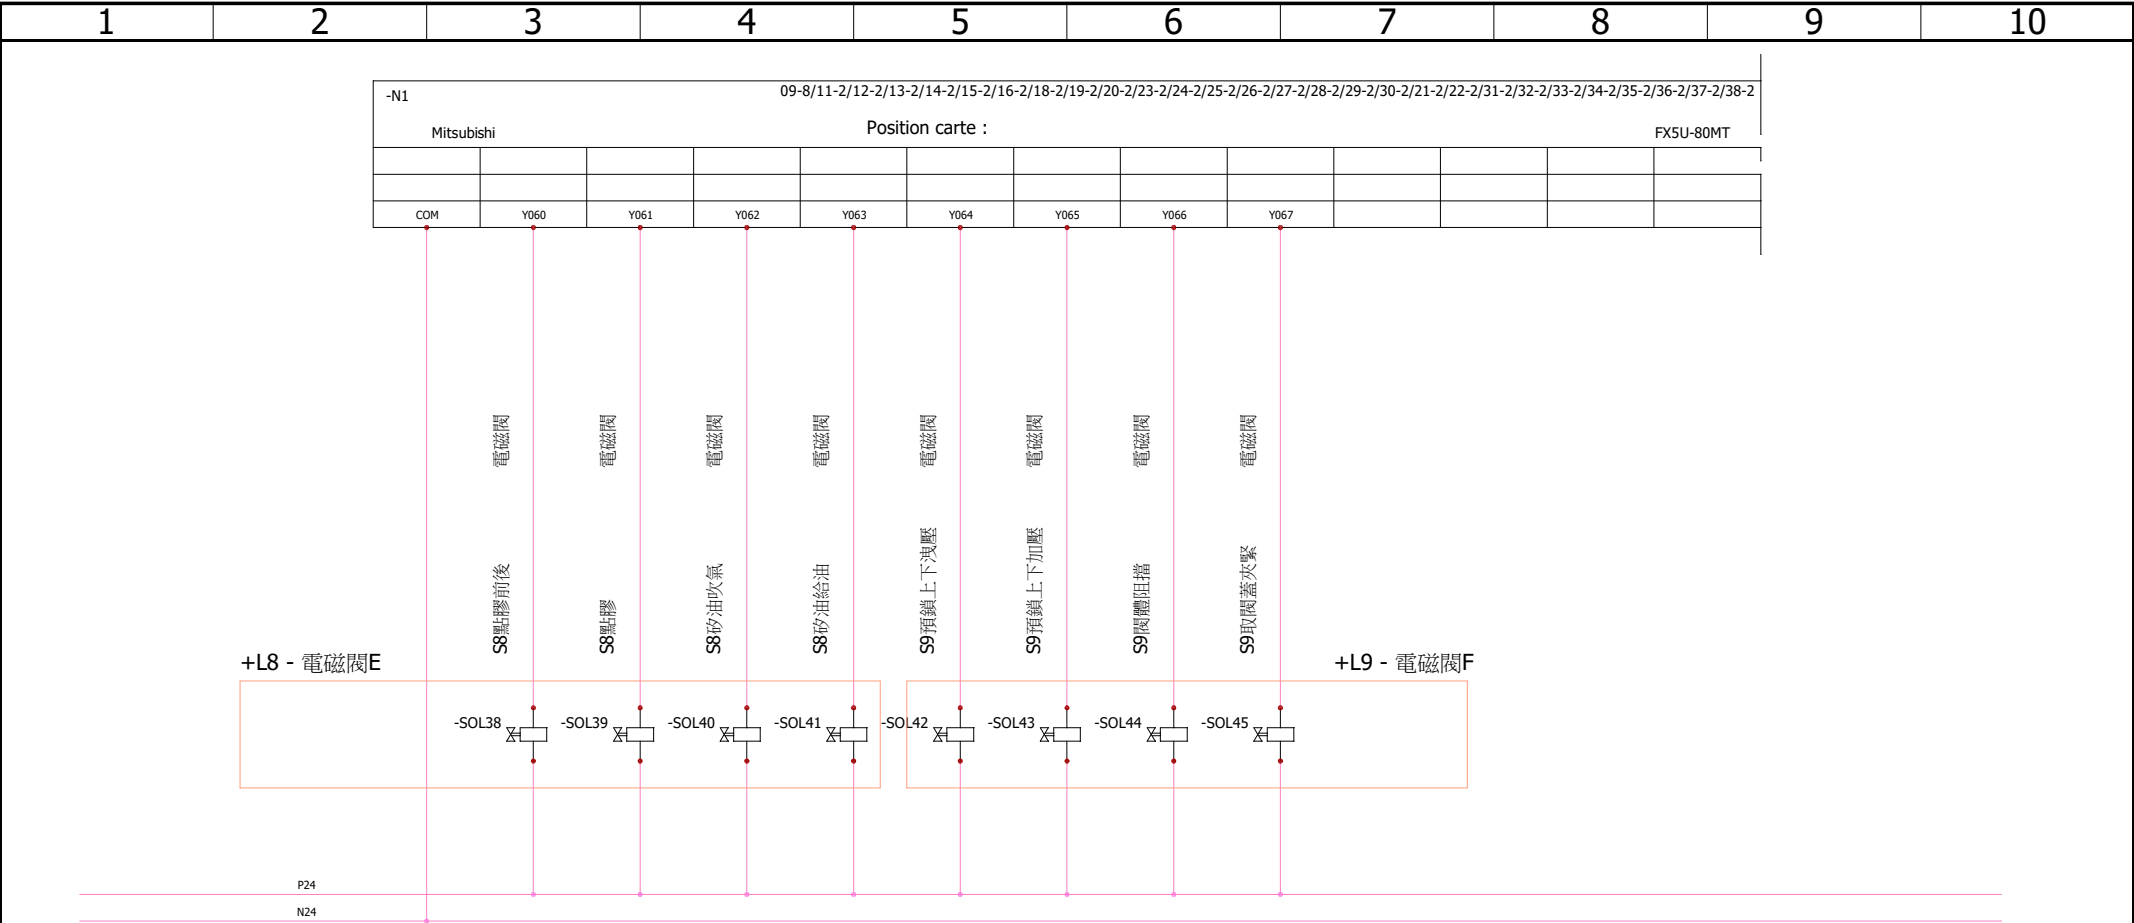 1 2 3 4 5 6 7 8 9 10
-N1 09-8/11-2/12-2/13-2/14-2/15-2/16-2/18-2/19-2/20-2/23-2/24-2/25-2/26-2/27-2/28-2/29-2/30-2/21-2/22-2/31-2/32-2/33-2/34-2/35-2/36-2/37-2/38-2
Mitsubishi Position carte : FX5U-80MT
COM Y060 Y061 Y062 Y063 Y064 Y065 Y066 Y067
電磁閥 電磁閥 電磁閥 電磁閥 電磁閥 電磁閥 電磁閥 電磁閥
S8點膠前後
S8點膠
S8矽油吹氣
S8矽油給油
S9預鎖上下洩壓
S9預鎖上下加壓
S9閥體阻擋
S9取閥蓋夾緊
+L8 - 電磁閥E
+L9 - 電磁閥F
-SOL38 -SOL39 -SOL40 -SOL41 -SOL42 -SOL43 -SOL44 -SOL45
P24
N24